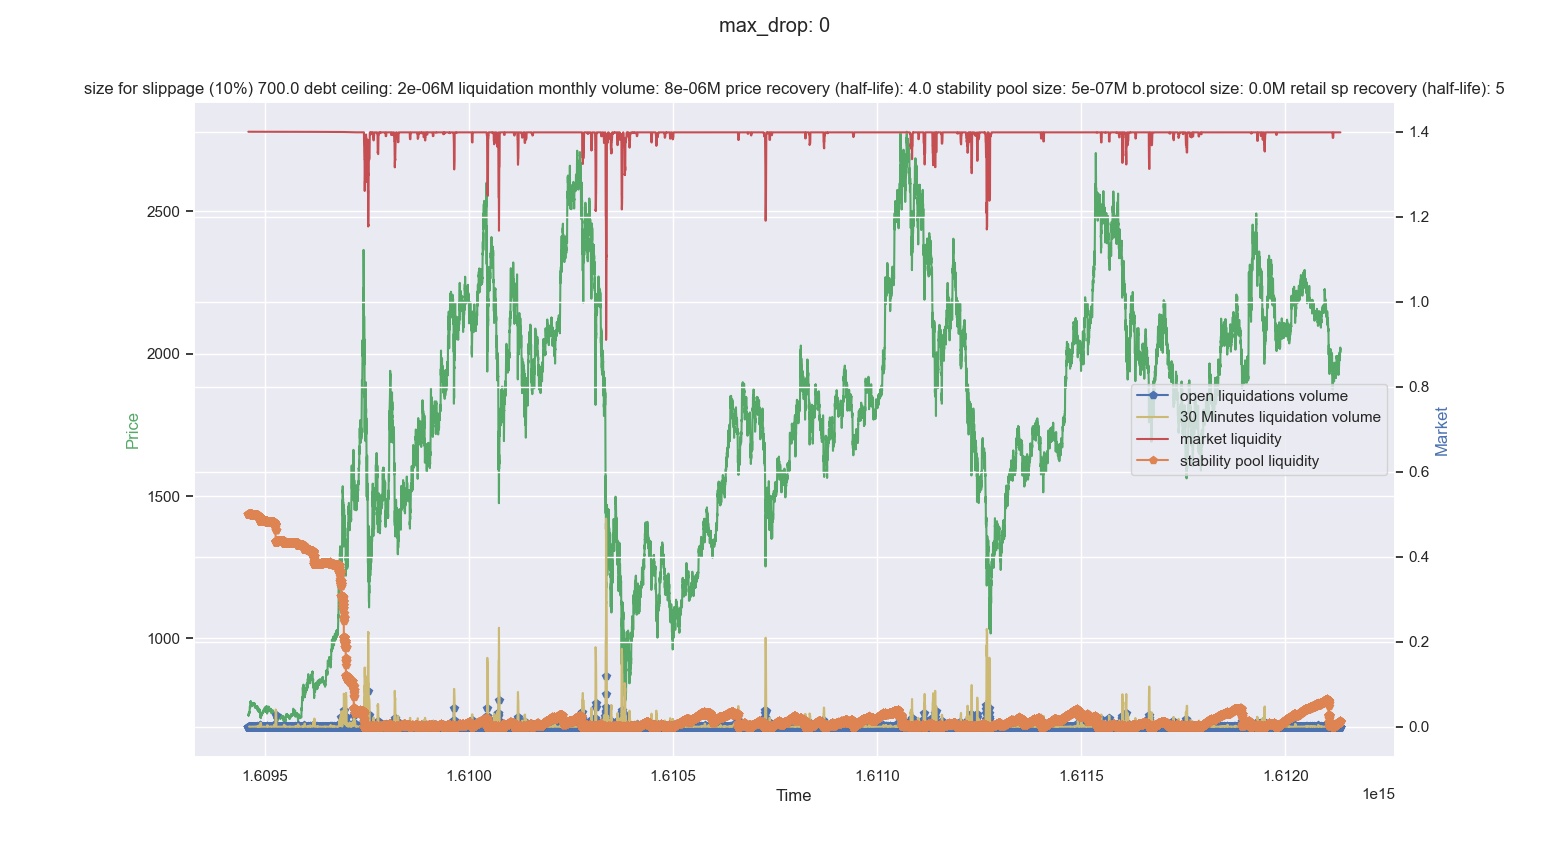 max_drop: 0
size for slippage (10%) 700.0 debt ceiling: 2e-06M liquidation monthly volume: 8e-06M price recovery (half-life): 4.0 stability pool size: 5e-07M b.protocol size: 0.0M retail sp recovery (half-life): 5
1.4
2500
1.2
1.0
2000
0.8
open liquidations volume
30 Minutes liquidation volume
market liquidity
stability pool liquidity
Price
Market
0.6
1500
0.4
1000
0.2
0.0
1.6095 1.6100 1.6105 1.6110 1.6115 1.6120
Time
1e15